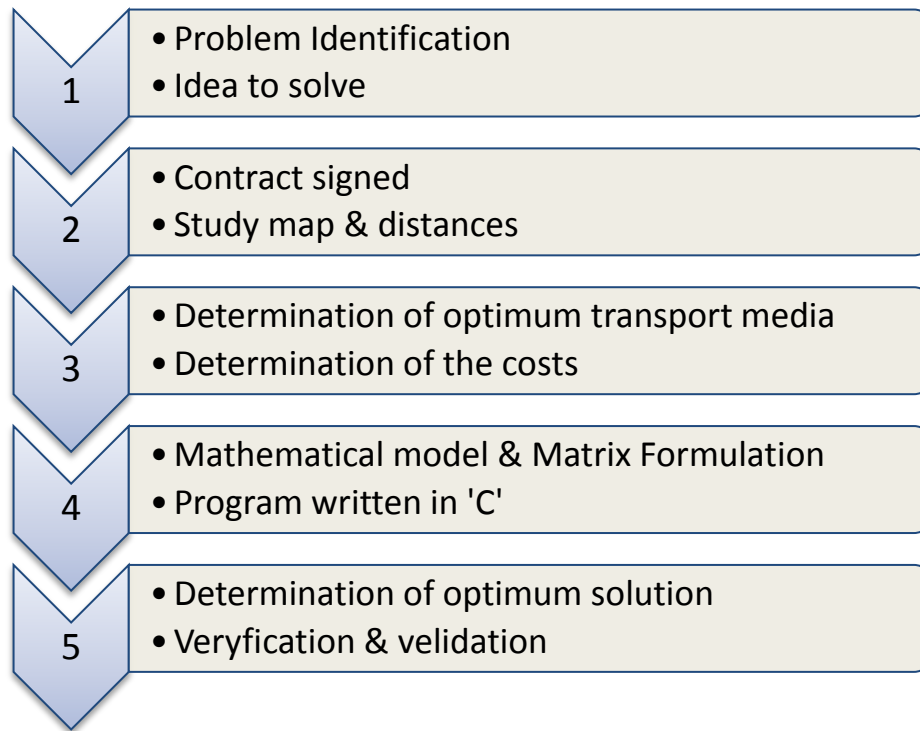 1
• Problem Identification
• Idea to solve
2
• Contract signed
• Study map & distances
3
• Determination of optimum transport media
• Determination of the costs
4
• Mathematical model & Matrix Formulation
• Program written in 'C'
5
• Determination of optimum solution
• Veryfication & velidation